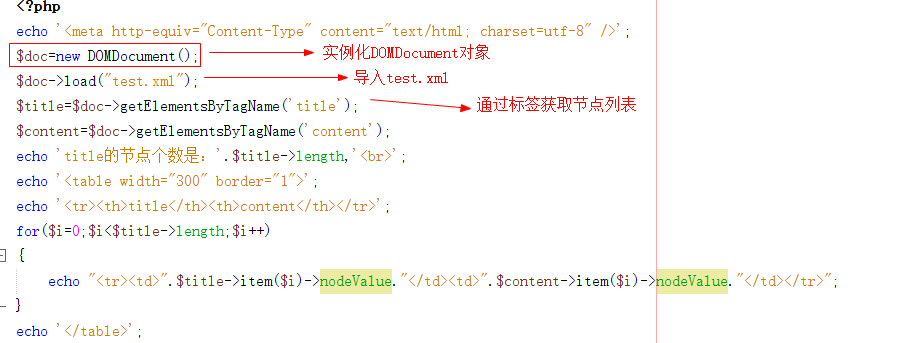 <?php
echo '<meta http-equiv="Content-Type" content="text/html; charset=utf-8" />';
$doc=new DOMDocument(); 实例化DOMDocument对象
$doc->load("test.xml"); 导入test.xml
$title=$doc->getElementsByTagName('title'); 通过标签获取节点列表
$content=$doc->getElementsByTagName('content');
echo 'title的节点个数是：'.$title->length,'<br>';
echo '<table width="300" border="1">';
echo '<tr><th>title</th><th>content</th></tr>';
for($i=0;$i<$title->length;$i++)
{
echo "<tr><td>".$title->item($i)->nodeValue."</td><td>".$content->item($i)->nodeValue."</td></tr>";
}
echo '</table>';